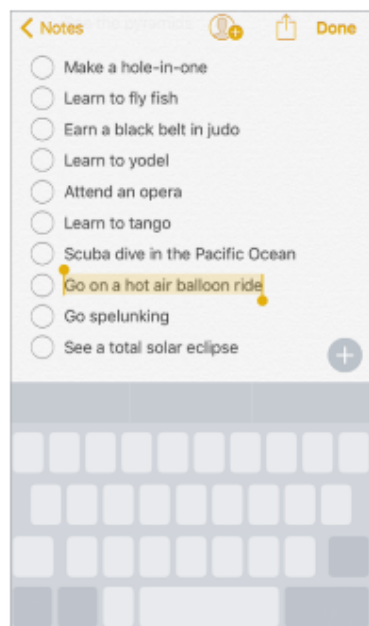 Notes
Done
Make a hole-in-one
Learn to fly fish
Earn a black belt in judo
Learn to yodel
Attend an opera
Learn to tango
Scuba dive in the Pacific Ocean
Go on a hot air balloon ride
Go spelunking
See a total solar eclipse